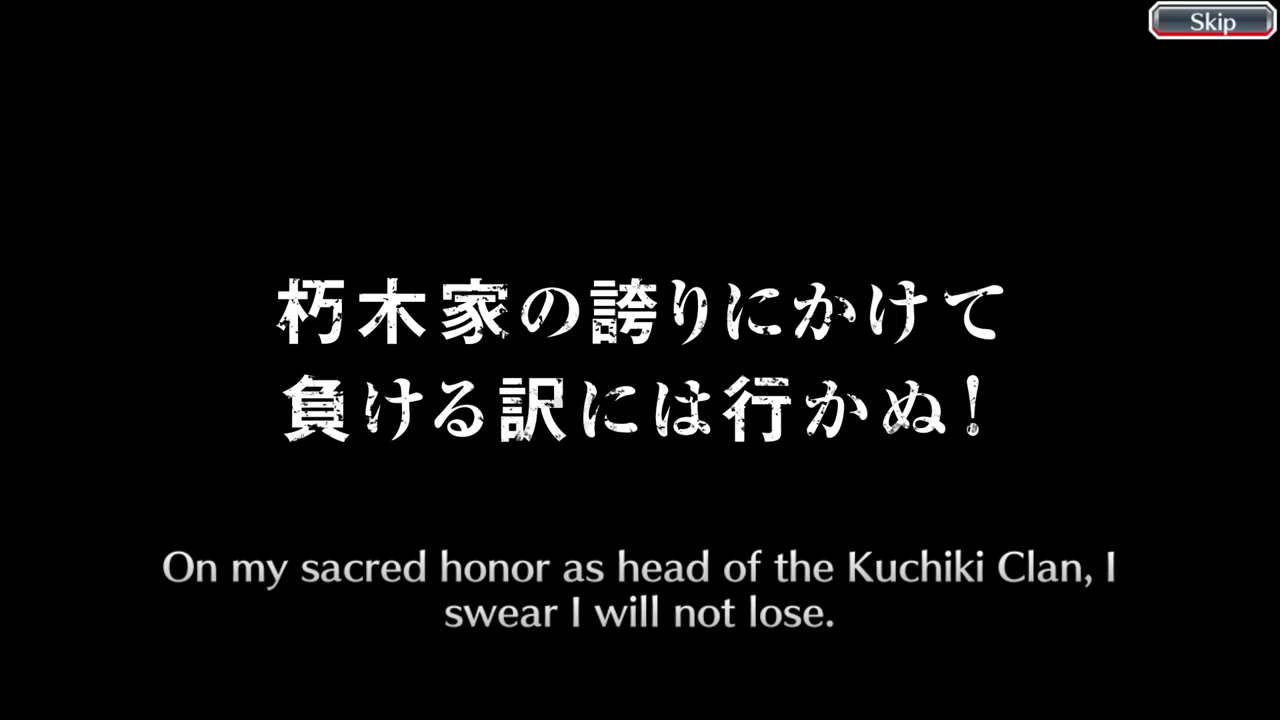 Skip
朽木家の誇りにかけて
負ける訳には行かぬ!
On my sacred honor as head of the Kuchiki Clan, I
swear I will not lose.